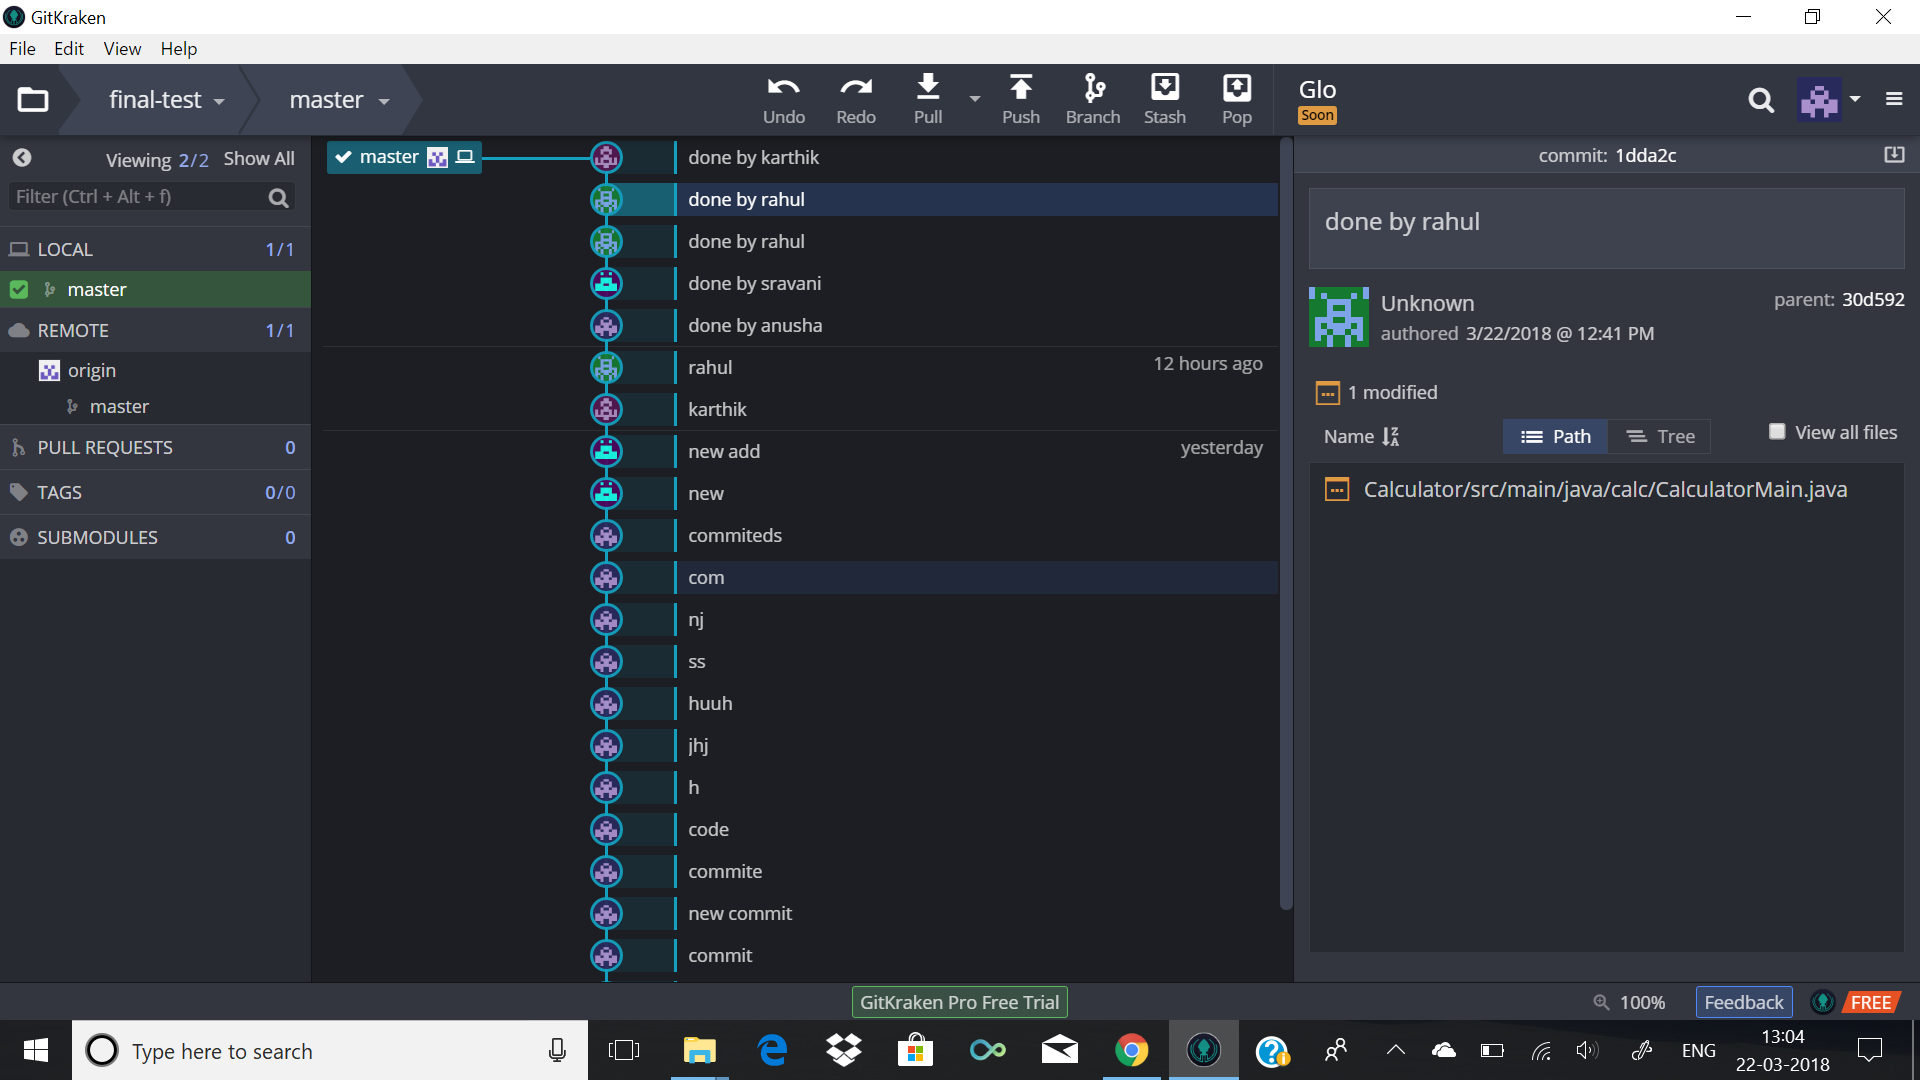 GitKraken
File Edit View Help
final-test master Undo Redo Pull Push Branch Stash Pop Glo Soon
Viewing 2/2 Show All
Filter (Ctrl + Alt + f)
LOCAL 1/1
master
REMOTE 1/1
origin
master
PULL REQUESTS 0
TAGS 0/0
SUBMODULES 0
master done by karthik
done by rahul
done by rahul
done by sravani
done by anusha
rahul 12 hours ago
karthik
new add yesterday
new
commiteds
com
nj
ss
huuh
jhj
h
code
commite
new commit
commit
commit: 1dda2c
done by rahul
Unknown parent: 30d592
authored 3/22/2018 @ 12:41 PM
1 modified
Name Path Tree View all files
Calculator/src/main/java/calc/CalculatorMain.java
GitKraken Pro Free Trial 100% Feedback FREE
Type here to search ENG 13:04
22-03-2018